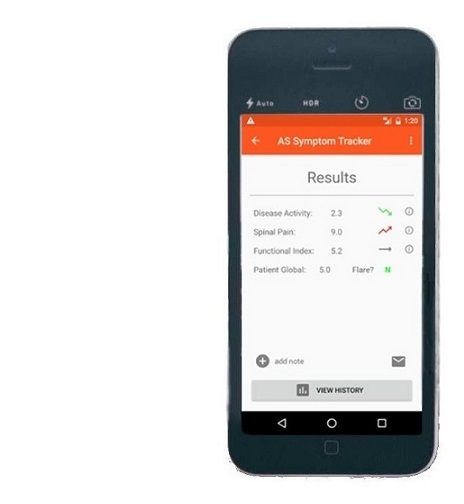 Auto HDR
1:20
AS Symptom Tracker
Results
Disease Activity: 2.3
Spinal Pain: 9.0
Functional Index: 5.2
Patient Global: 5.0 Flare? N
add note
VIEW HISTORY